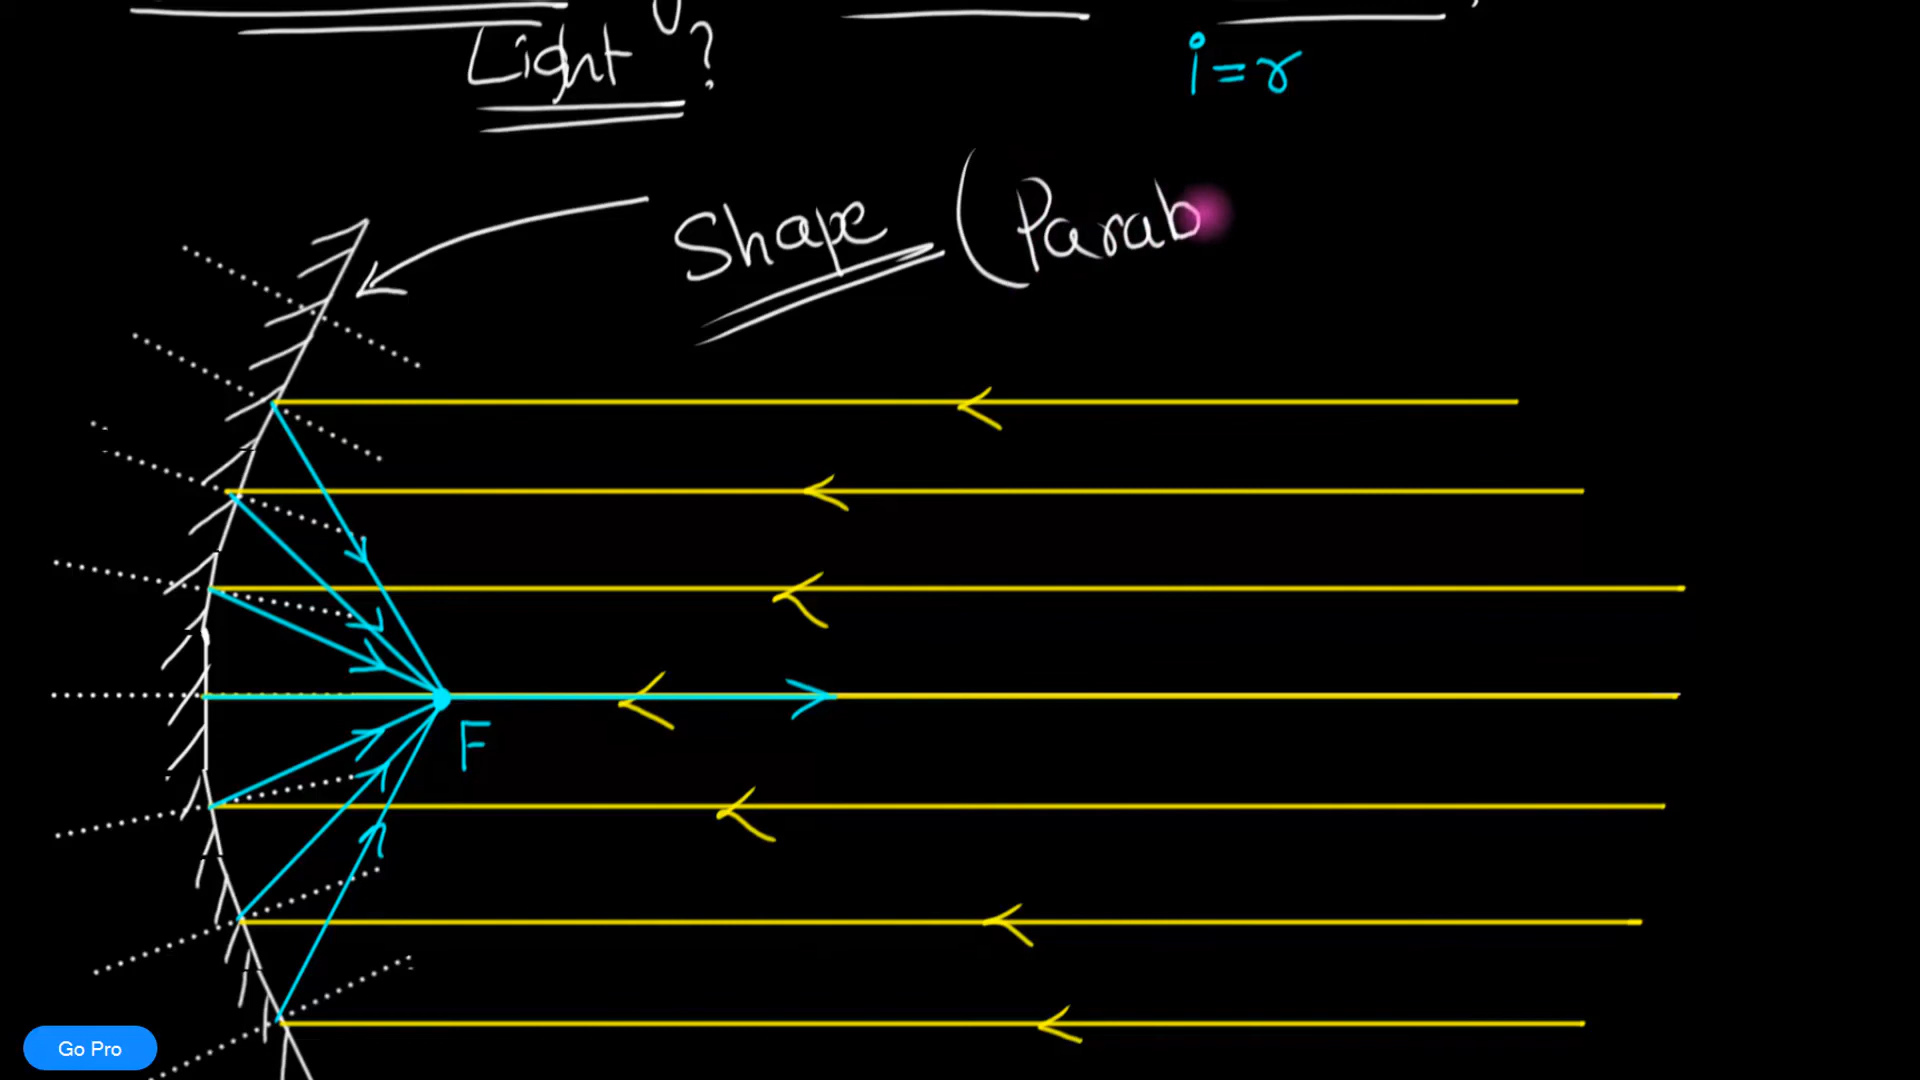 Light ?
i = r
Shape (Parab
F
Go Pro